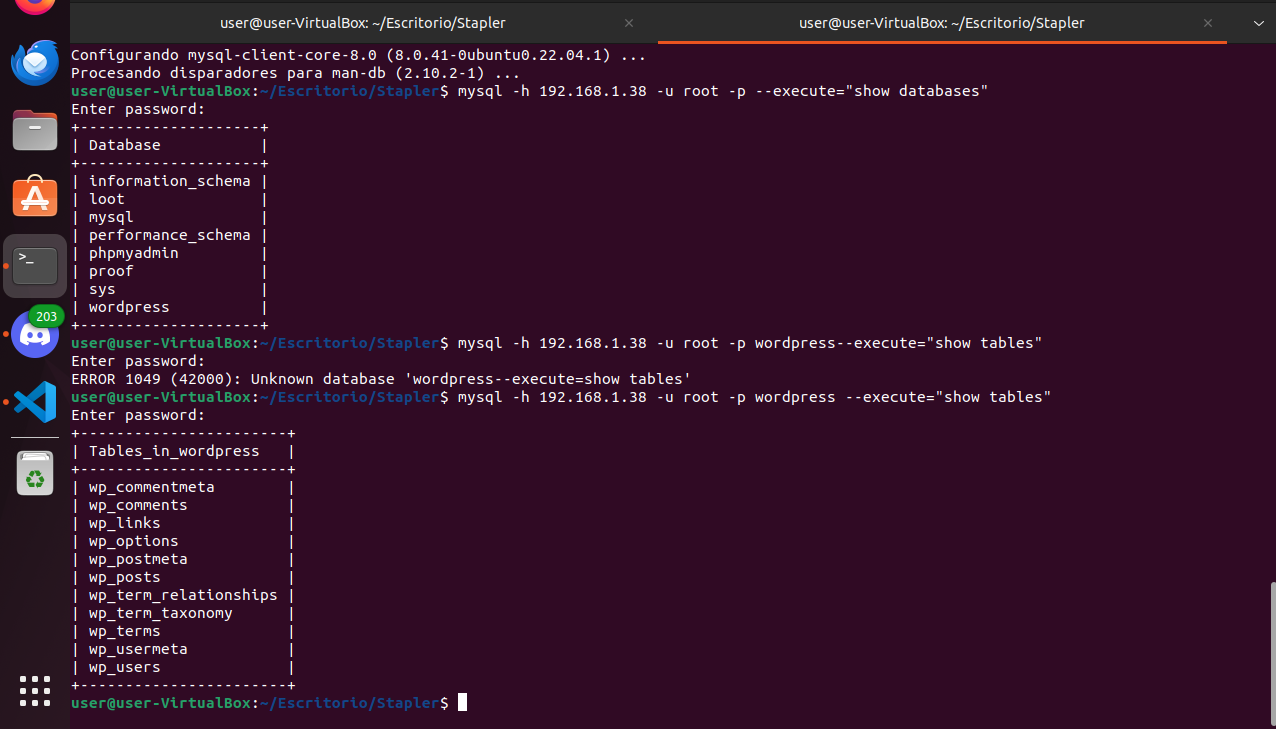 user@user-VirtualBox: ~/Escritorio/Stapler × user@user-VirtualBox: ~/Escritorio/Stapler ×
Configurando mysql-client-core-8.0 (8.0.41-0ubuntu0.22.04.1) ...
Procesando disparadores para man-db (2.10.2-1) ...
user@user-VirtualBox:~/Escritorio/Stapler$ mysql -h 192.168.1.38 -u root -p --execute="show databases"
Enter password:
+--------------------+
| Database           |
+--------------------+
| information_schema |
| loot               |
| mysql              |
| performance_schema |
| phpmyadmin         |
| proof              |
| sys                |
| wordpress          |
+--------------------+
user@user-VirtualBox:~/Escritorio/Stapler$ mysql -h 192.168.1.38 -u root -p wordpress--execute="show tables"
Enter password:
ERROR 1049 (42000): Unknown database 'wordpress--execute=show tables'
user@user-VirtualBox:~/Escritorio/Stapler$ mysql -h 192.168.1.38 -u root -p wordpress --execute="show tables"
Enter password:
+-----------------------+
| Tables_in_wordpress   |
+-----------------------+
| wp_commentmeta        |
| wp_comments           |
| wp_links              |
| wp_options            |
| wp_postmeta           |
| wp_posts              |
| wp_term_relationships |
| wp_term_taxonomy      |
| wp_terms              |
| wp_usermeta           |
| wp_users              |
+-----------------------+
user@user-VirtualBox:~/Escritorio/Stapler$
>_
203